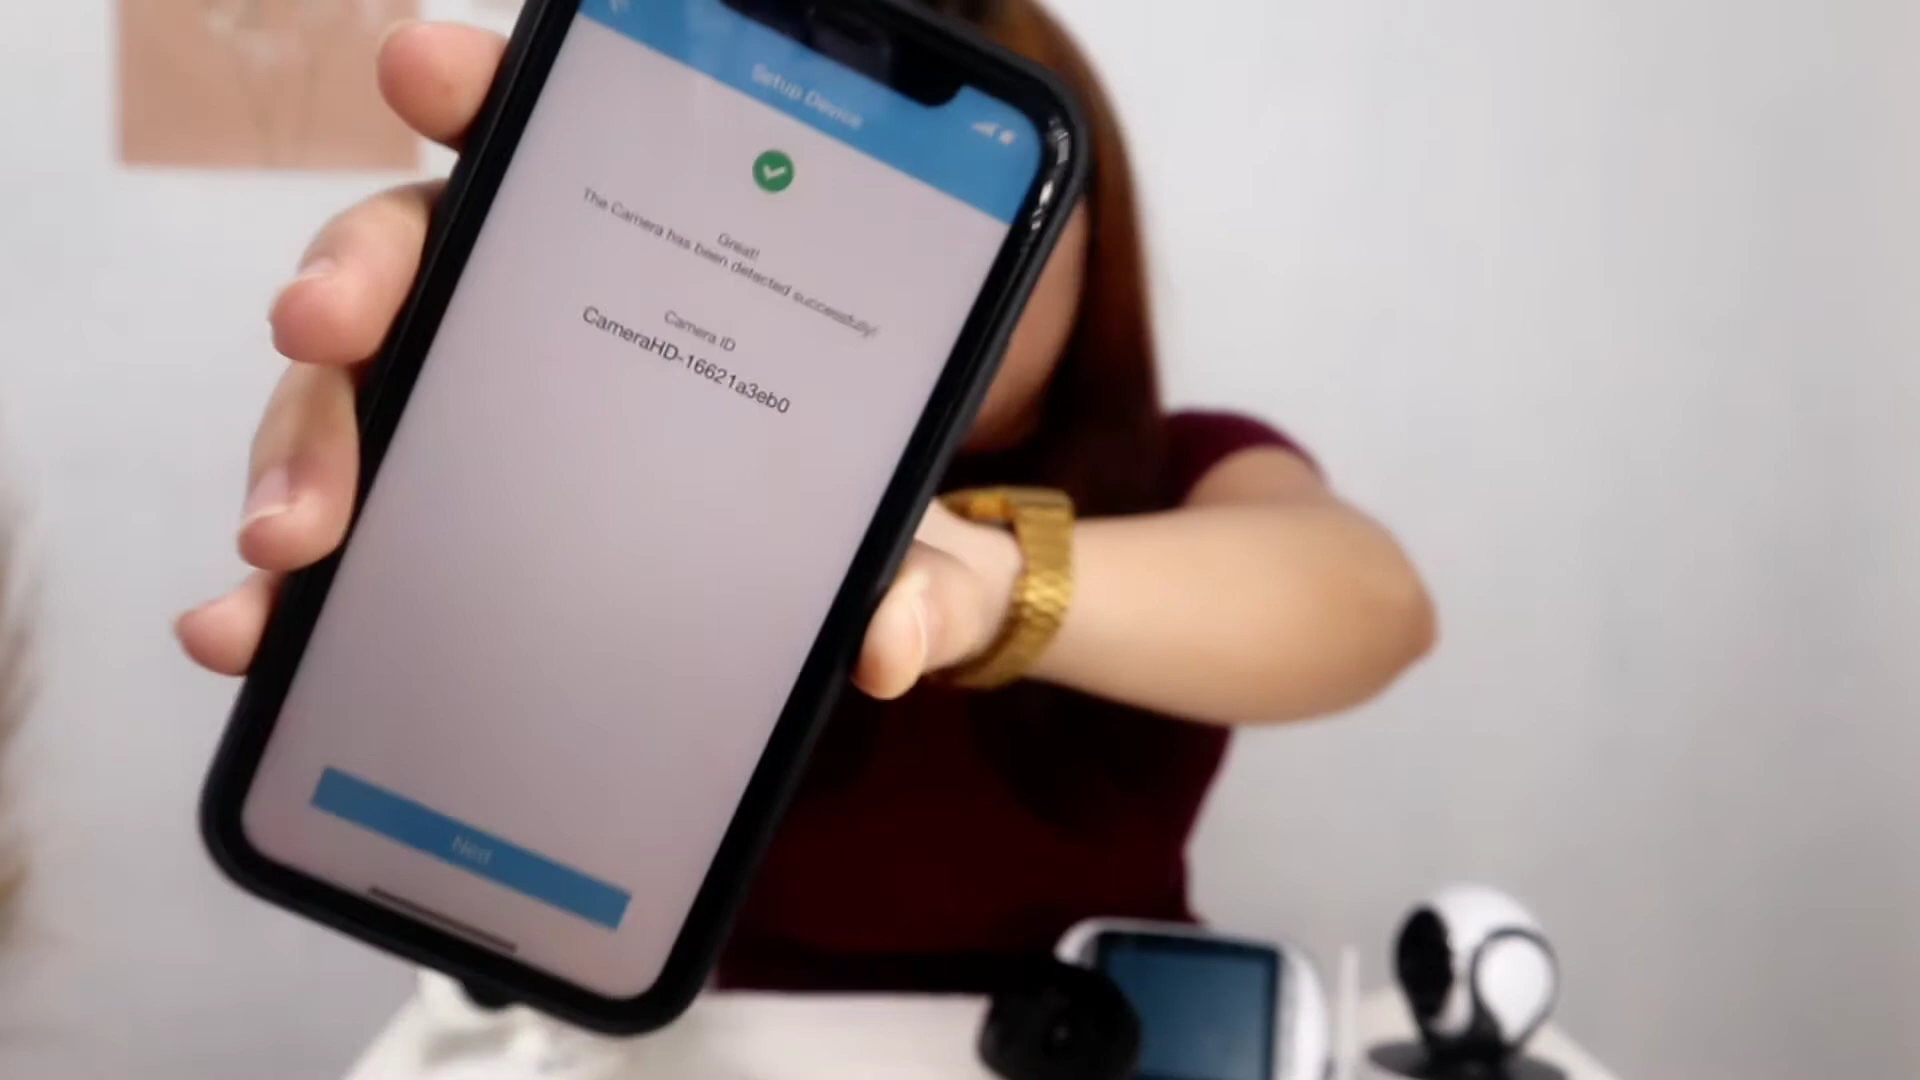 Setup Device
Great!
The Camera has been detected successfully!
Camera ID
CameraHD-16621a3eb0
Next